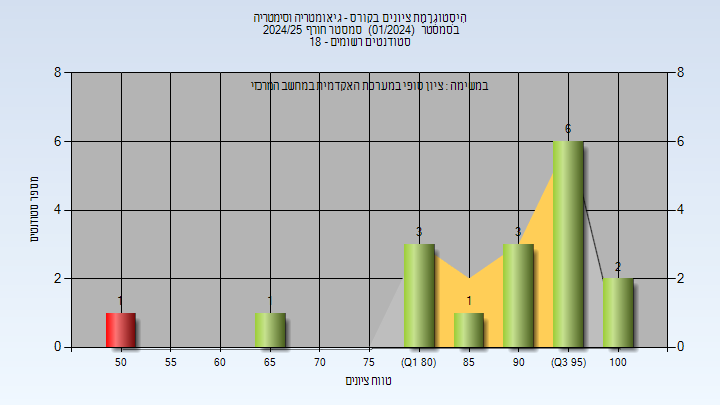 הִיסְטוֹגְרָמַת ציונים בקורס - גיאומטריה וסימטריה
בסמסטר (01/2024) סמסטר חורף 2024/25
סטודנטים רשומים - 18
במשימה : ציון סופי במערכת האקדמית במחשב המרכזי
8 8
6 6
4 4
2 2
0 0
מספר סטודנטים
1 1 3 1 3 6 2
50 55 60 65 70 75 (Q1 80) 85 90 (Q3 95) 100
טווח ציונים